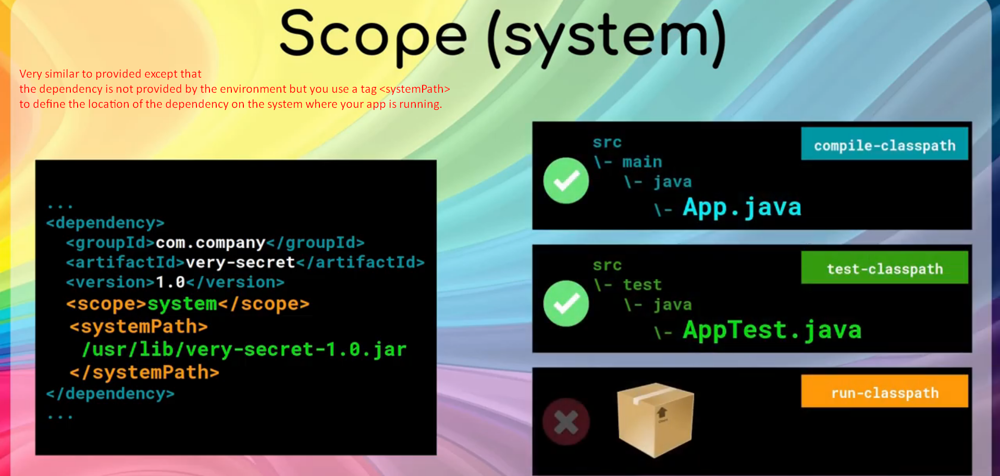 Scope (system)
Very similar to provided except that
the dependency is not provided by the environment but you use a tag <systemPath>
to define the location of the dependency on the system where your app is running.
...
<dependency>
<groupId>com.company</groupId>
<artifactId>very-secret</artifactId>
<version>1.0</version>
<scope>system</scope>
<systemPath>
/usr/lib/very-secret-1.0.jar
</systemPath>
</dependency>
...
compile-classpath
src
\- main
\- java
\- App.java
test-classpath
src
\- test
\- java
\- AppTest.java
run-classpath